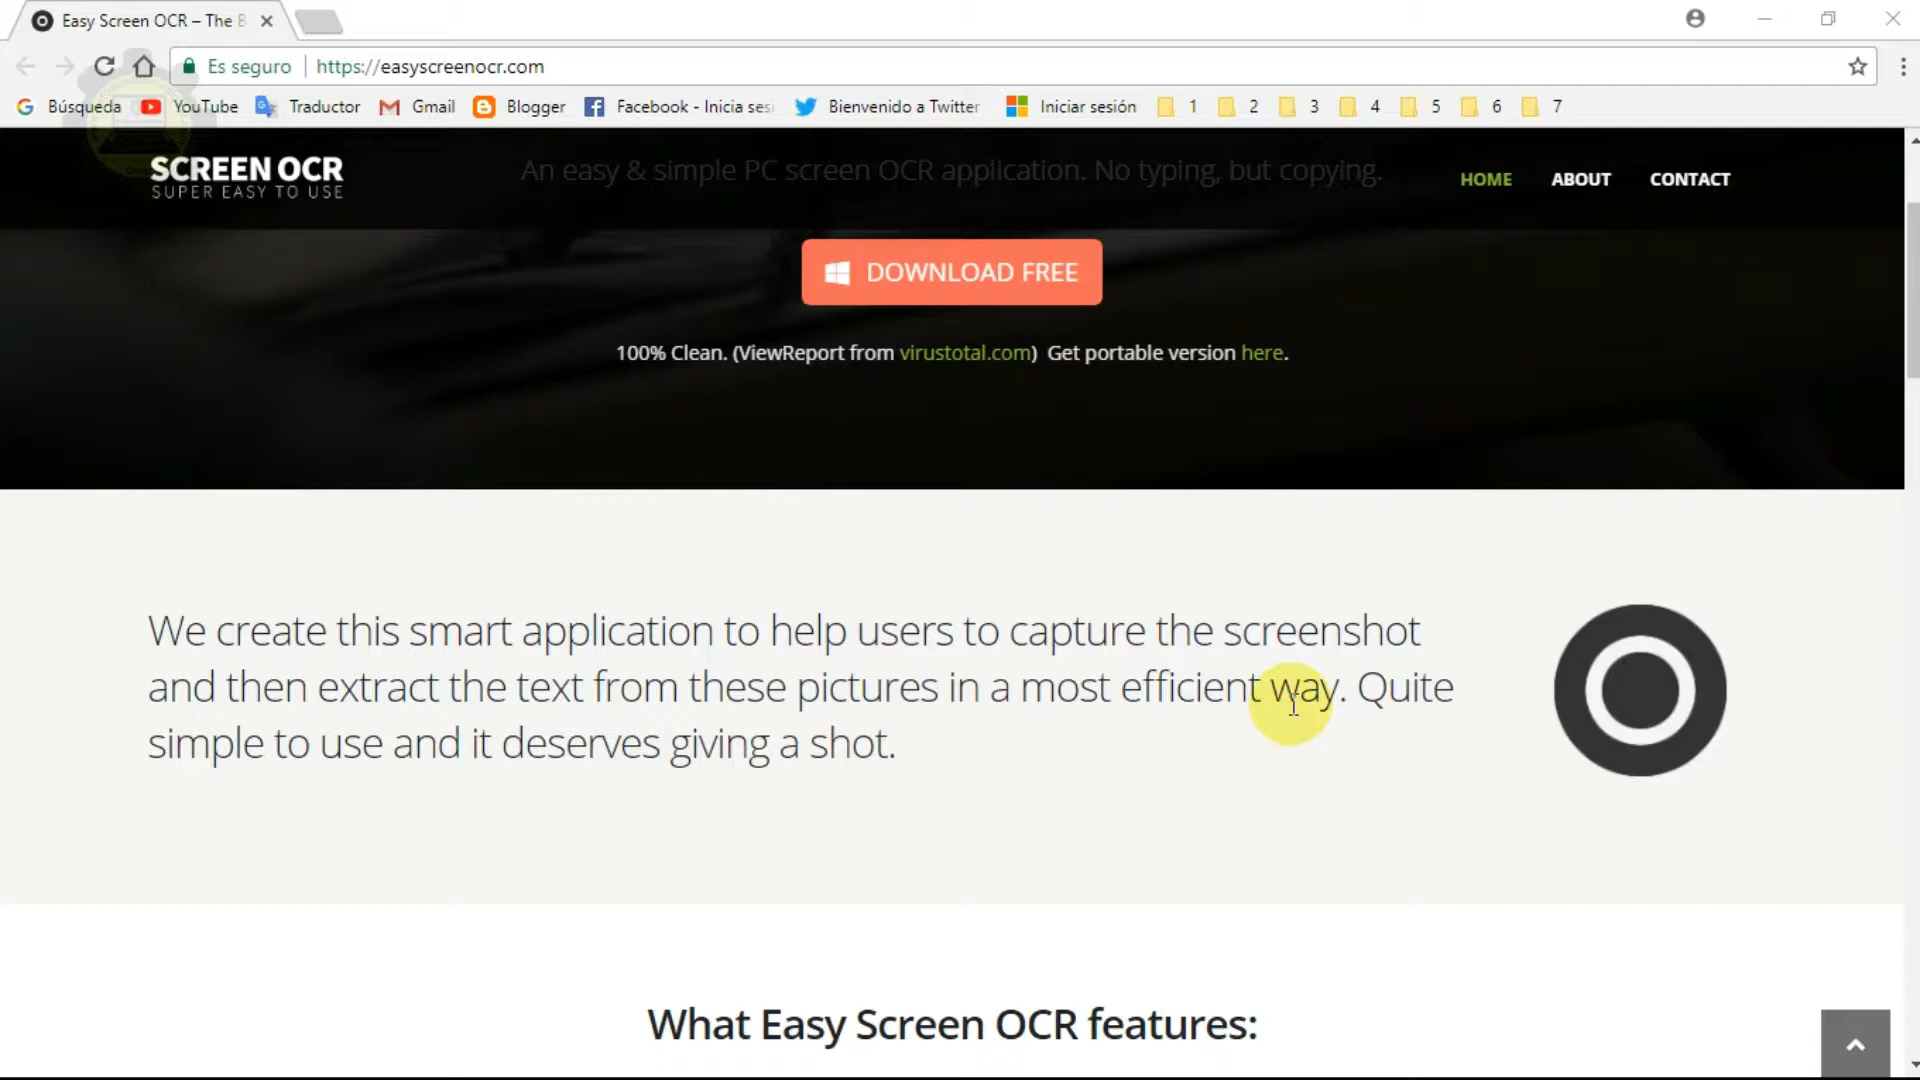 Easy Screen OCR – The B
Es seguro
https://easyscreenocr.com
Búsqueda
YouTube
Traductor
Gmail
Blogger
Facebook - Inicia sesi
Bienvenido a Twitter
Iniciar sesión
1
2
3
4
5
6
7
SCREEN OCR
SUPER EASY TO USE
An easy & simple PC screen OCR application. No typing, but copying.
HOME
ABOUT
CONTACT
DOWNLOAD FREE
100% Clean. (ViewReport from virustotal.com) Get portable version here.
We create this smart application to help users to capture the screenshot
and then extract the text from these pictures in a most efficient way. Quite
simple to use and it deserves giving a shot.
What Easy Screen OCR features: